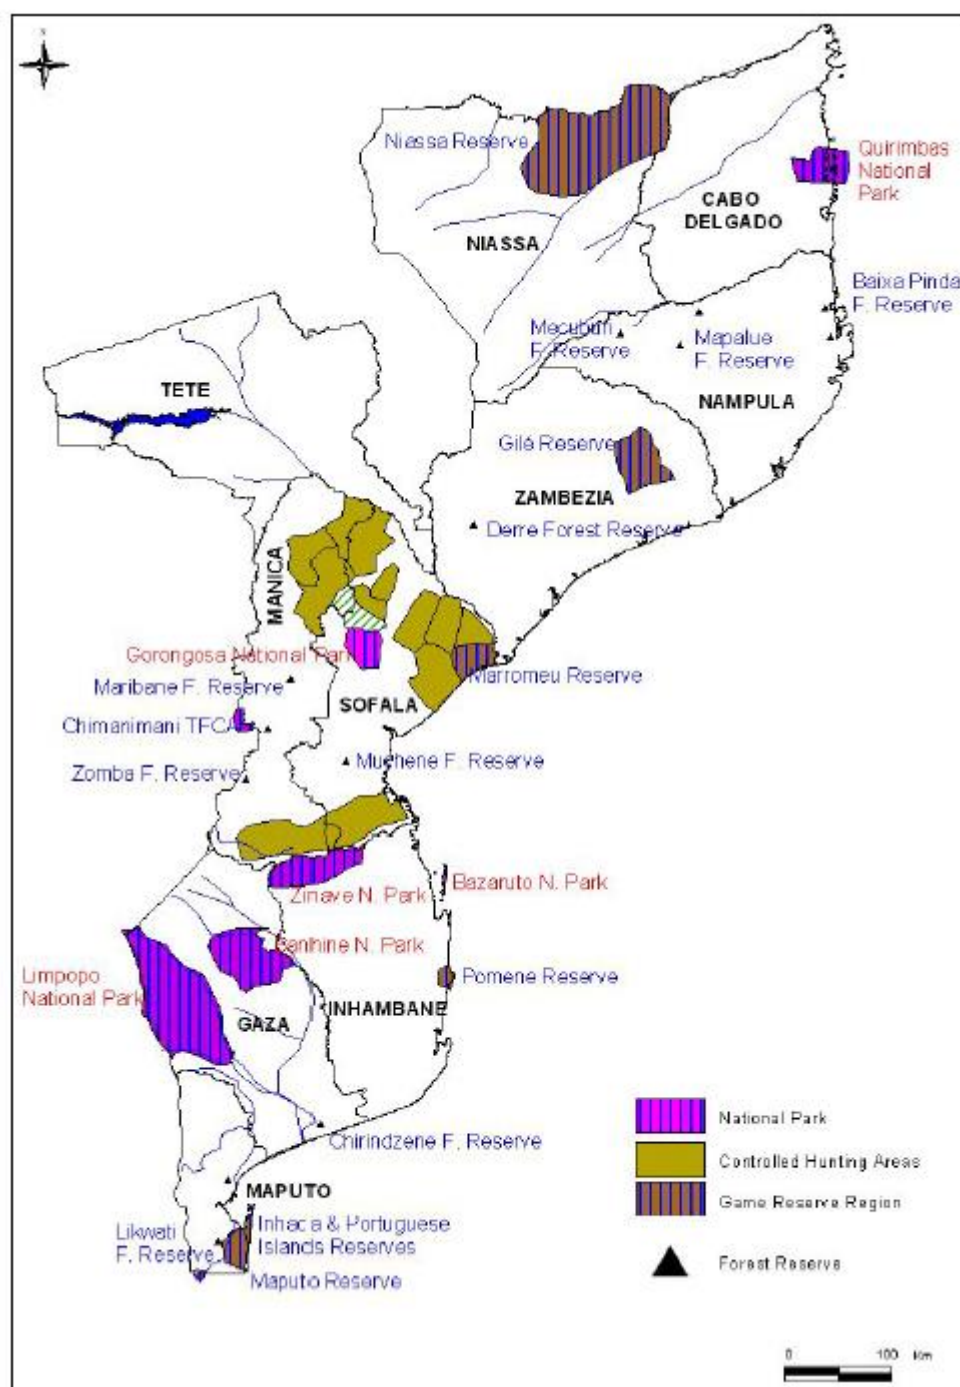 Niassa Reserve
Quirimbas
National
Park
CABO
DELGADO
NIASSA
Baixa Pinda
F. Reserve
Mecuburi
F. Reserve
Mapalue
F. Reserve
TETE
NAMPULA
Gilé Reserve
ZAMBEZIA
Derre Forest Reserve
MANICA
Gorongosa National Park
Marromeu Reserve
Maribane F. Reserve
SOFALA
Chimanimani TFCA
Muchene F. Reserve
Zomba F. Reserve
Zinave N. Park
Bazaruto N. Park
Banhine N. Park
Limpopo
National Park
Pomene Reserve
INHAMBANE
GAZA
National Park
Chirindzene F. Reserve
Controlled Hunting Areas
MAPUTO
Game Reserve Region
Likwati
F. Reserve
Inhaca & Portuguese
Islands Reserves
Forest Reserve
Maputo Reserve
0 100 Km